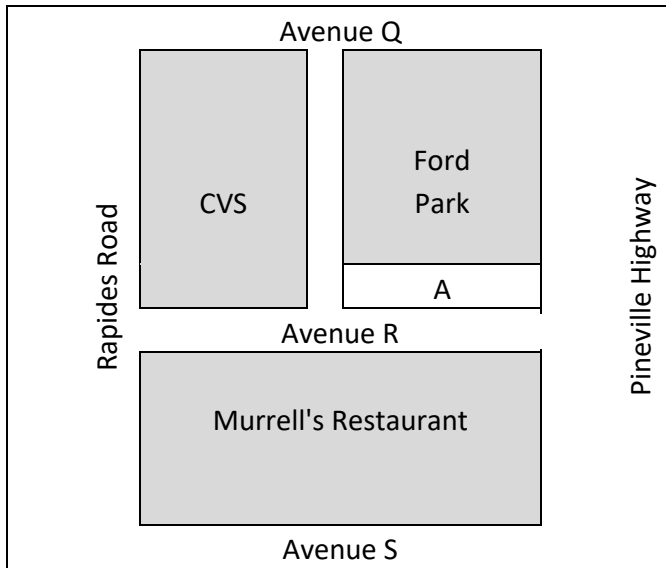 Avenue Q
Ford
Park
CVS
A
Rapides Road
Pineville Highway
Avenue R
Murrell's Restaurant
Avenue S